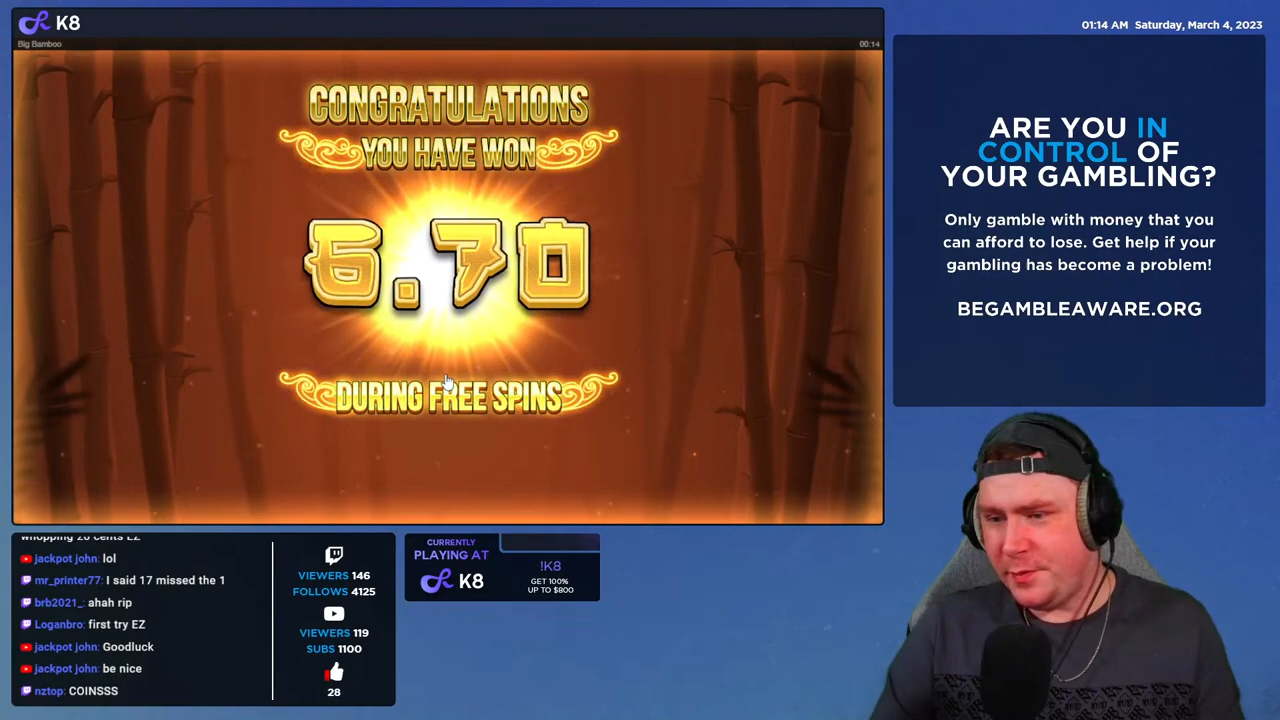 K8
01:14 AM Saturday, March 4, 2023
Big Bamboo
00:14
CONGRATULATIONS
YOU HAVE WON
6.70
DURING FREE SPINS
ARE YOU IN
CONTROL OF
YOUR GAMBLING?
Only gamble with money that you
can afford to lose. Get help if your
gambling has become a problem!
BEGAMBLEAWARE.ORG
jackpot john: lol
mr_printer77: I said 17 missed the 1
brb2021_: ahah rip
Loganbro: first try EZ
jackpot john: Goodluck
jackpot john: be nice
nztop: COINSSS
VIEWERS 146
FOLLOWS 4125
VIEWERS 119
SUBS 1100
28
CURRENTLY
PLAYING AT
K8
!K8
GET 100%
UP TO $800